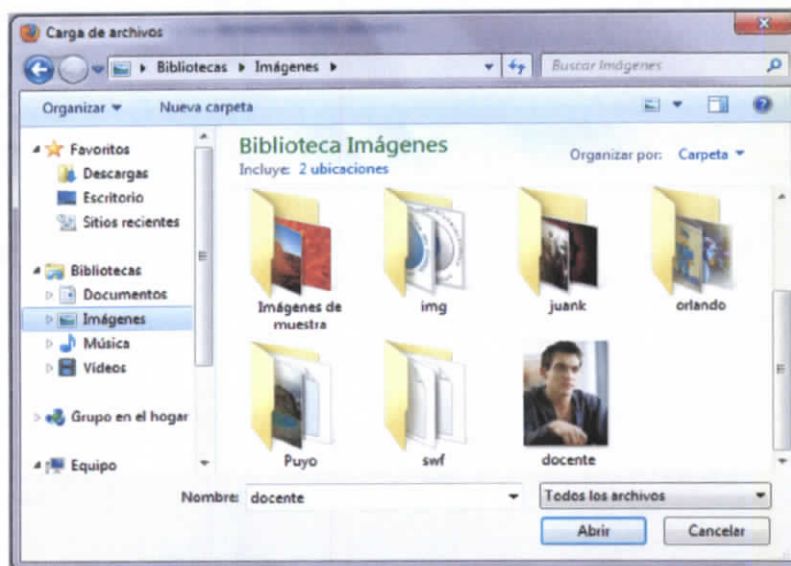 Carga de archivos
Bibliotecas Imágenes
Buscar Imágenes
Organizar
Nueva carpeta
Favoritos
Descargas
Escritorio
Sitios recientes
Bibliotecas
Documentos
Imágenes
Música
Vídeos
Grupo en el hogar
Equipo
Biblioteca Imágenes
Incluye: 2 ubicaciones
Organizar por: Carpeta
Imágenes de
muestra
img
juank
orlando
Puyo
swf
docente
Nombre: docente
Todos los archivos
Abrir
Cancelar